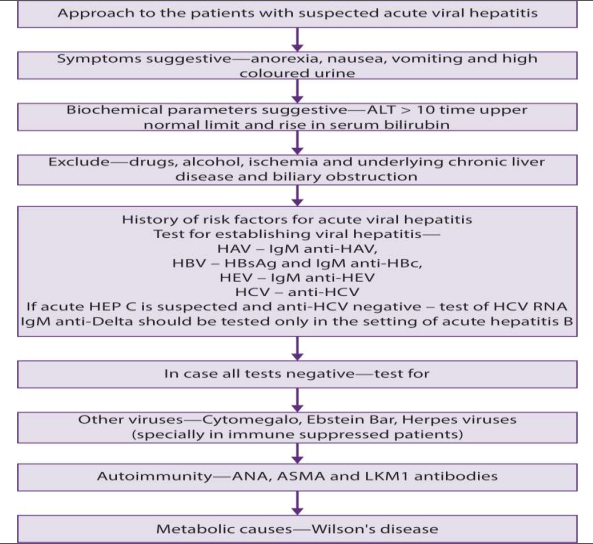 Approach to the patients with suspected acute viral hepatitis
Symptoms suggestive—anorexia, nausea, vomiting and high
coloured urine
Biochemical parameters suggestive—ALT > 10 time upper
normal limit and rise in serum bilirubin
Exclude—drugs, alcohol, ischemia and underlying chronic liver
disease and biliary obstruction
History of risk factors for acute viral hepatitis
Test for establishing viral hepatitis—
HAV – IgM anti-HAV,
HBV – HBsAg and IgM anti-HBc,
HEV – IgM anti-HEV
HCV – anti-HCV
If acute HEP C is suspected and anti-HCV negative – test of HCV RNA
IgM anti-Delta should be tested only in the setting of acute hepatitis B
In case all tests negative—test for
Other viruses—Cytomegalo, Ebstein Bar, Herpes viruses
(specially in immune suppressed patients)
Autoimmunity—ANA, ASMA and LKM1 antibodies
Metabolic causes—Wilson's disease